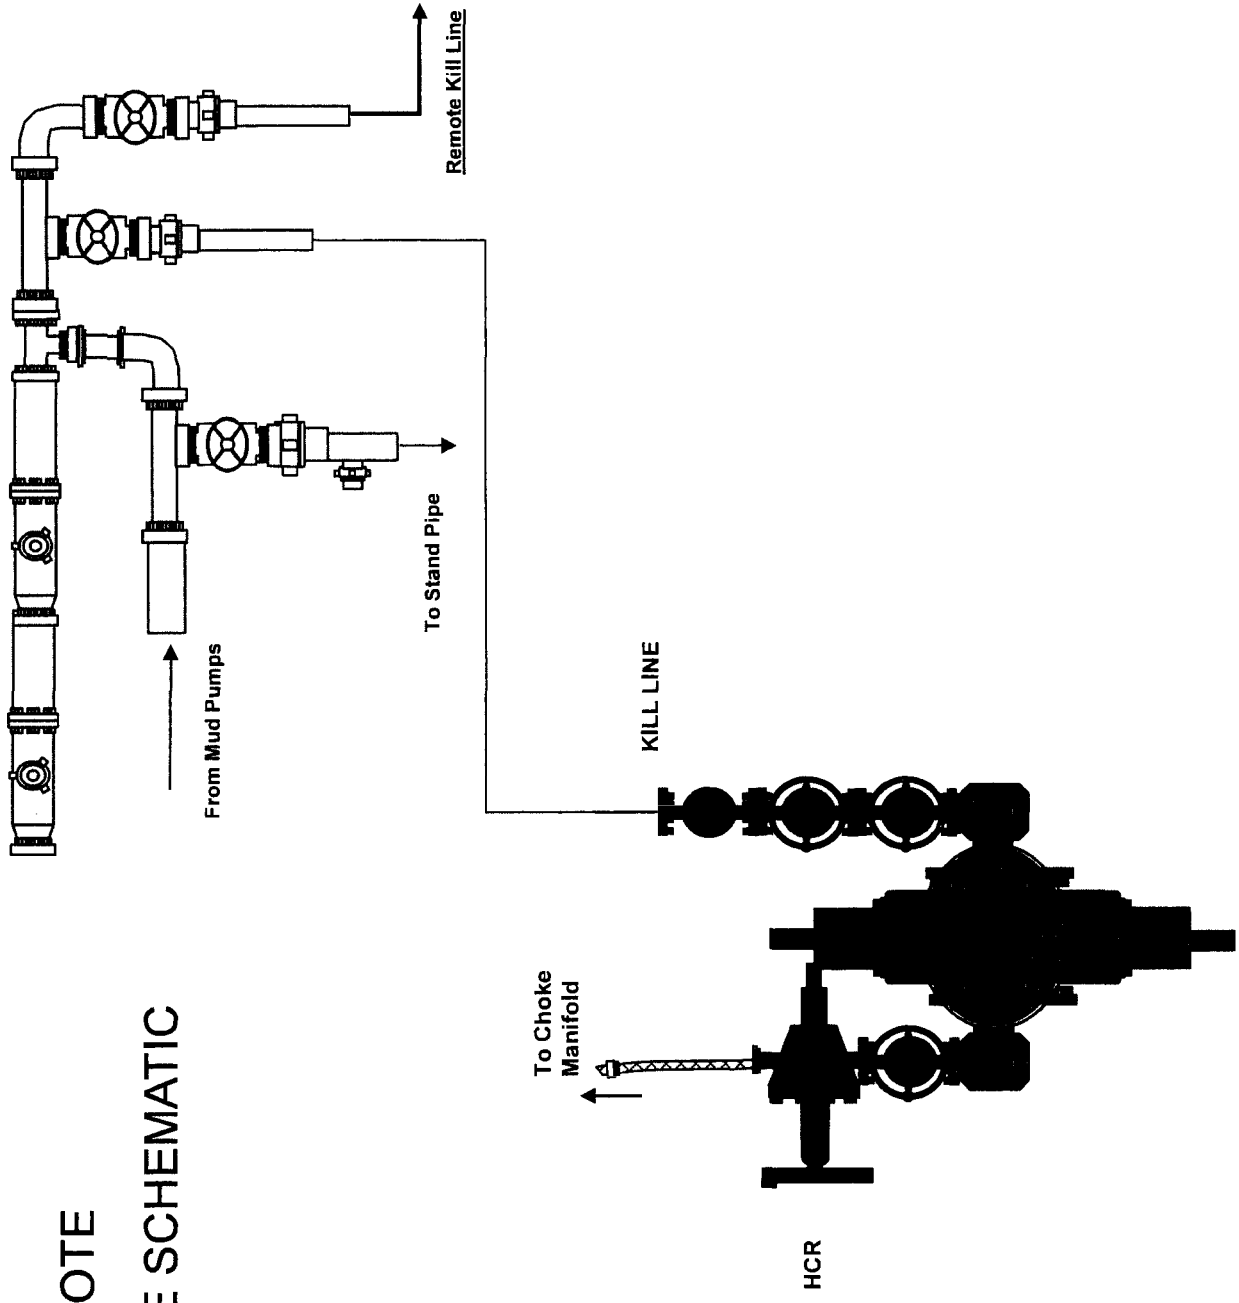 OTE
E SCHEMATIC
HCR
To Choke
Manifold
KILL LINE
From Mud Pumps
To Stand Pipe
Remote Kill Line